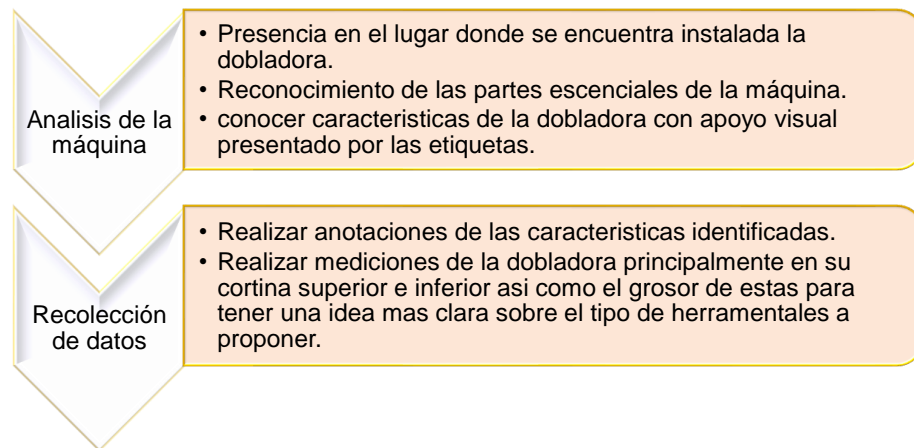 Analisis de la
máquina
• Presencia en el lugar donde se encuentra instalada la
dobladora.
• Reconocimiento de las partes escenciales de la máquina.
• conocer caracteristicas de la dobladora con apoyo visual
presentado por las etiquetas.
Recolección
de datos
• Realizar anotaciones de las caracteristicas identificadas.
• Realizar mediciones de la dobladora principalmente en su
cortina superior e inferior asi como el grosor de estas para
tener una idea mas clara sobre el tipo de herramentales a
proponer.